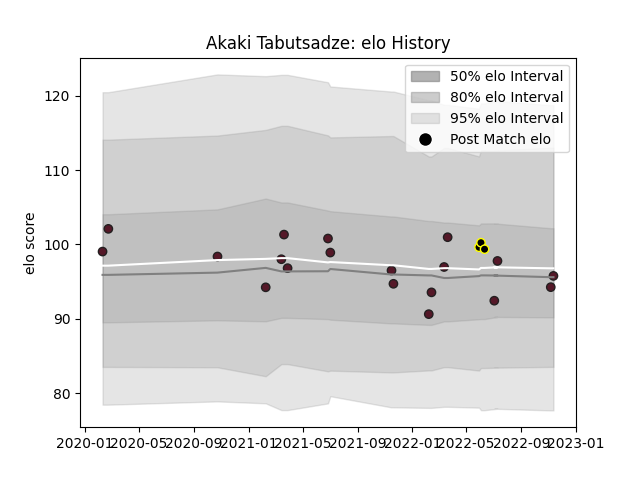 Akaki Tabutsadze: elo History
50% elo Interval
80% elo Interval
95% elo Interval
Post Match elo
elo score
120
110
100
90
80
2020-01 2020-05 2020-09 2021-01 2021-05 2021-09 2022-01 2022-05 2022-09 2023-01